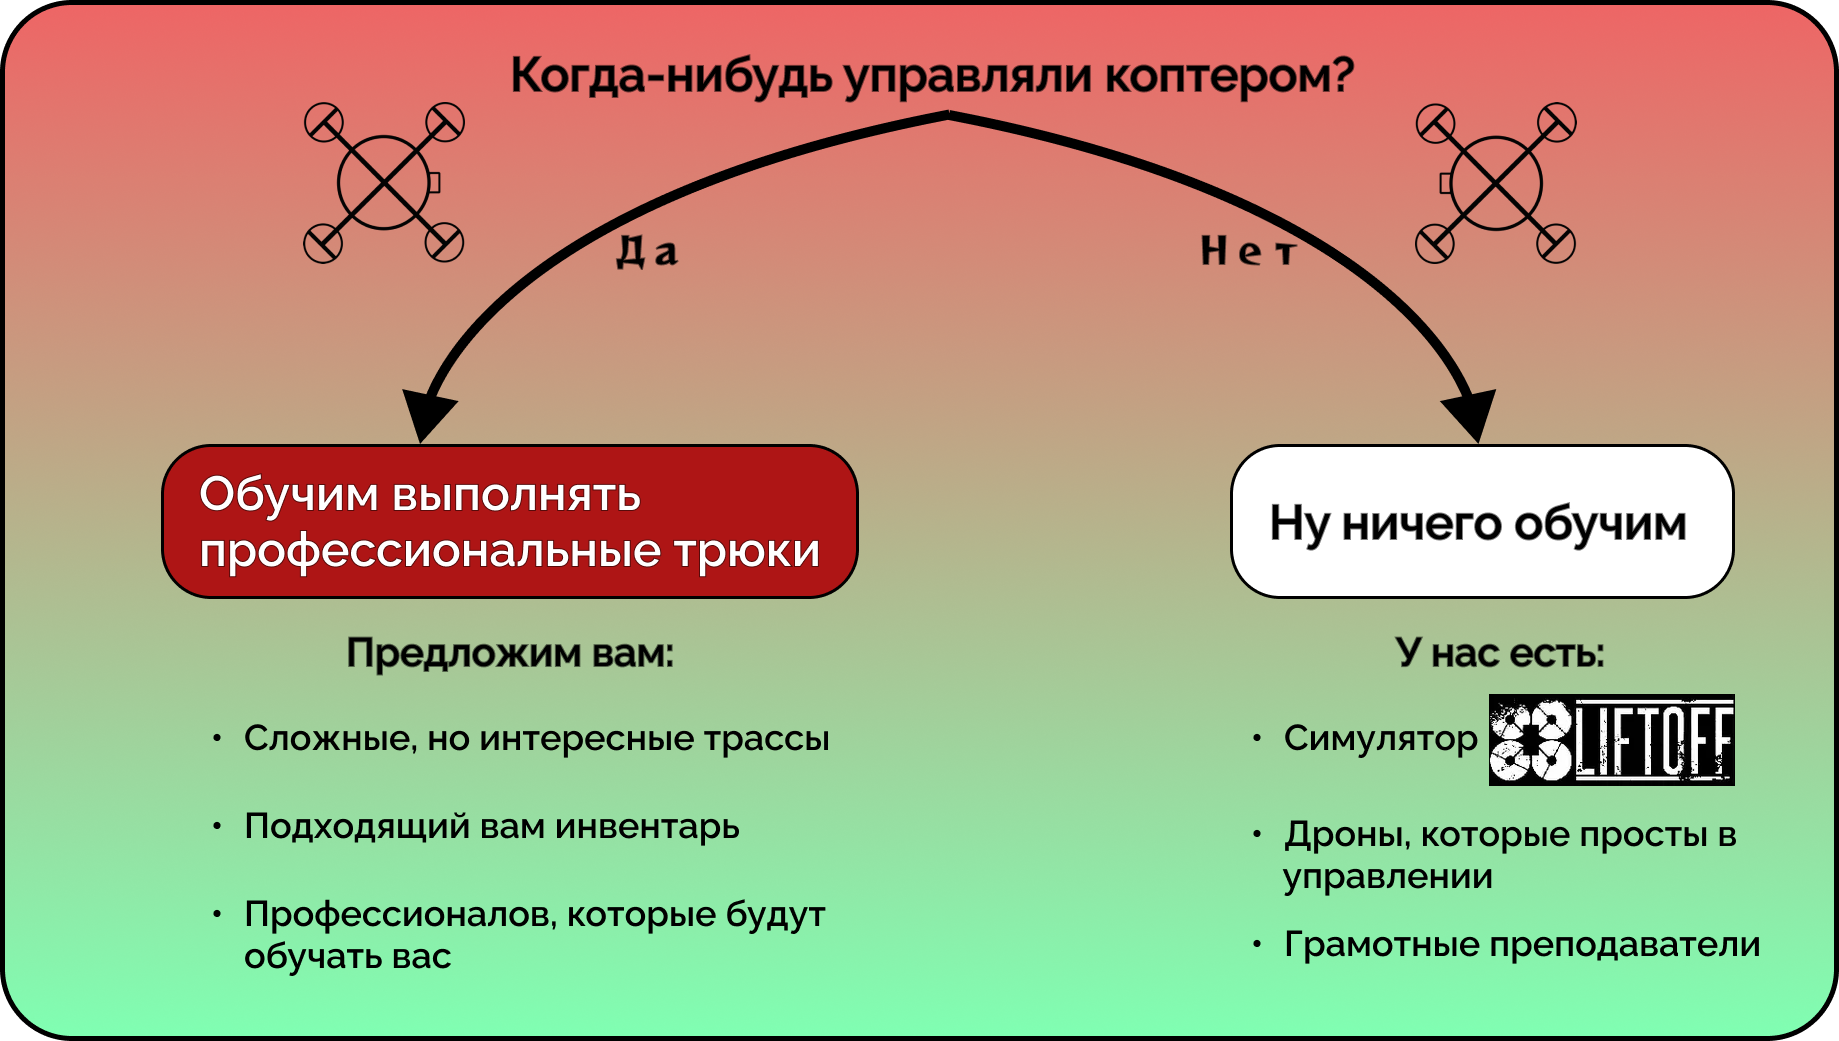 Когда-нибудь управляли коптером?
Да
Нет
Обучим выполнять
профессиональные трюки
Предложим вам:
• Сложные, но интересные трассы
• Подходящий вам инвентарь
• Профессионалов, которые будут
обучать вас
Ну ничего обучим
У нас есть:
• Симулятор LIFTOFF
• Дроны, которые просты в
управлении
• Грамотные преподаватели